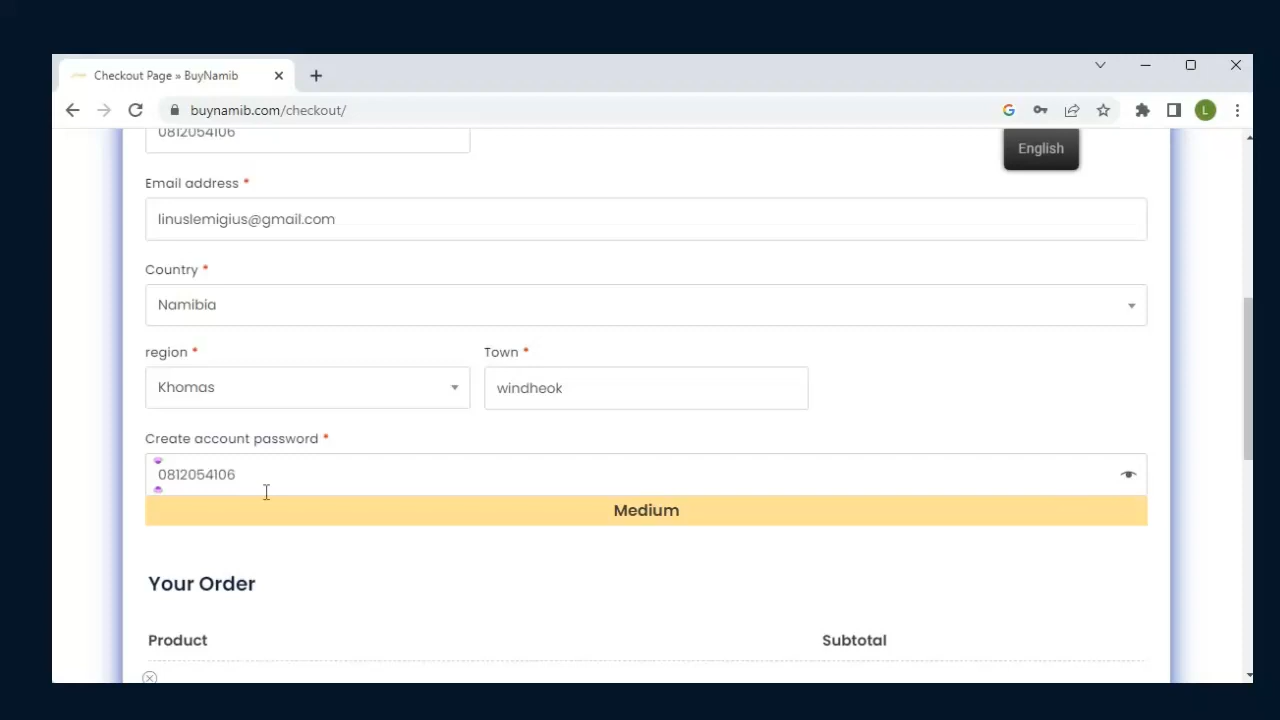 Checkout Page » BuyNamib
buynamib.com/checkout/
L
0812054106
English
Email address *
linuslemigius@gmail.com
Country *
Namibia
region * Town *
Khomas windheok
Create account password *
0812054106
Medium
Your Order
Product Subtotal